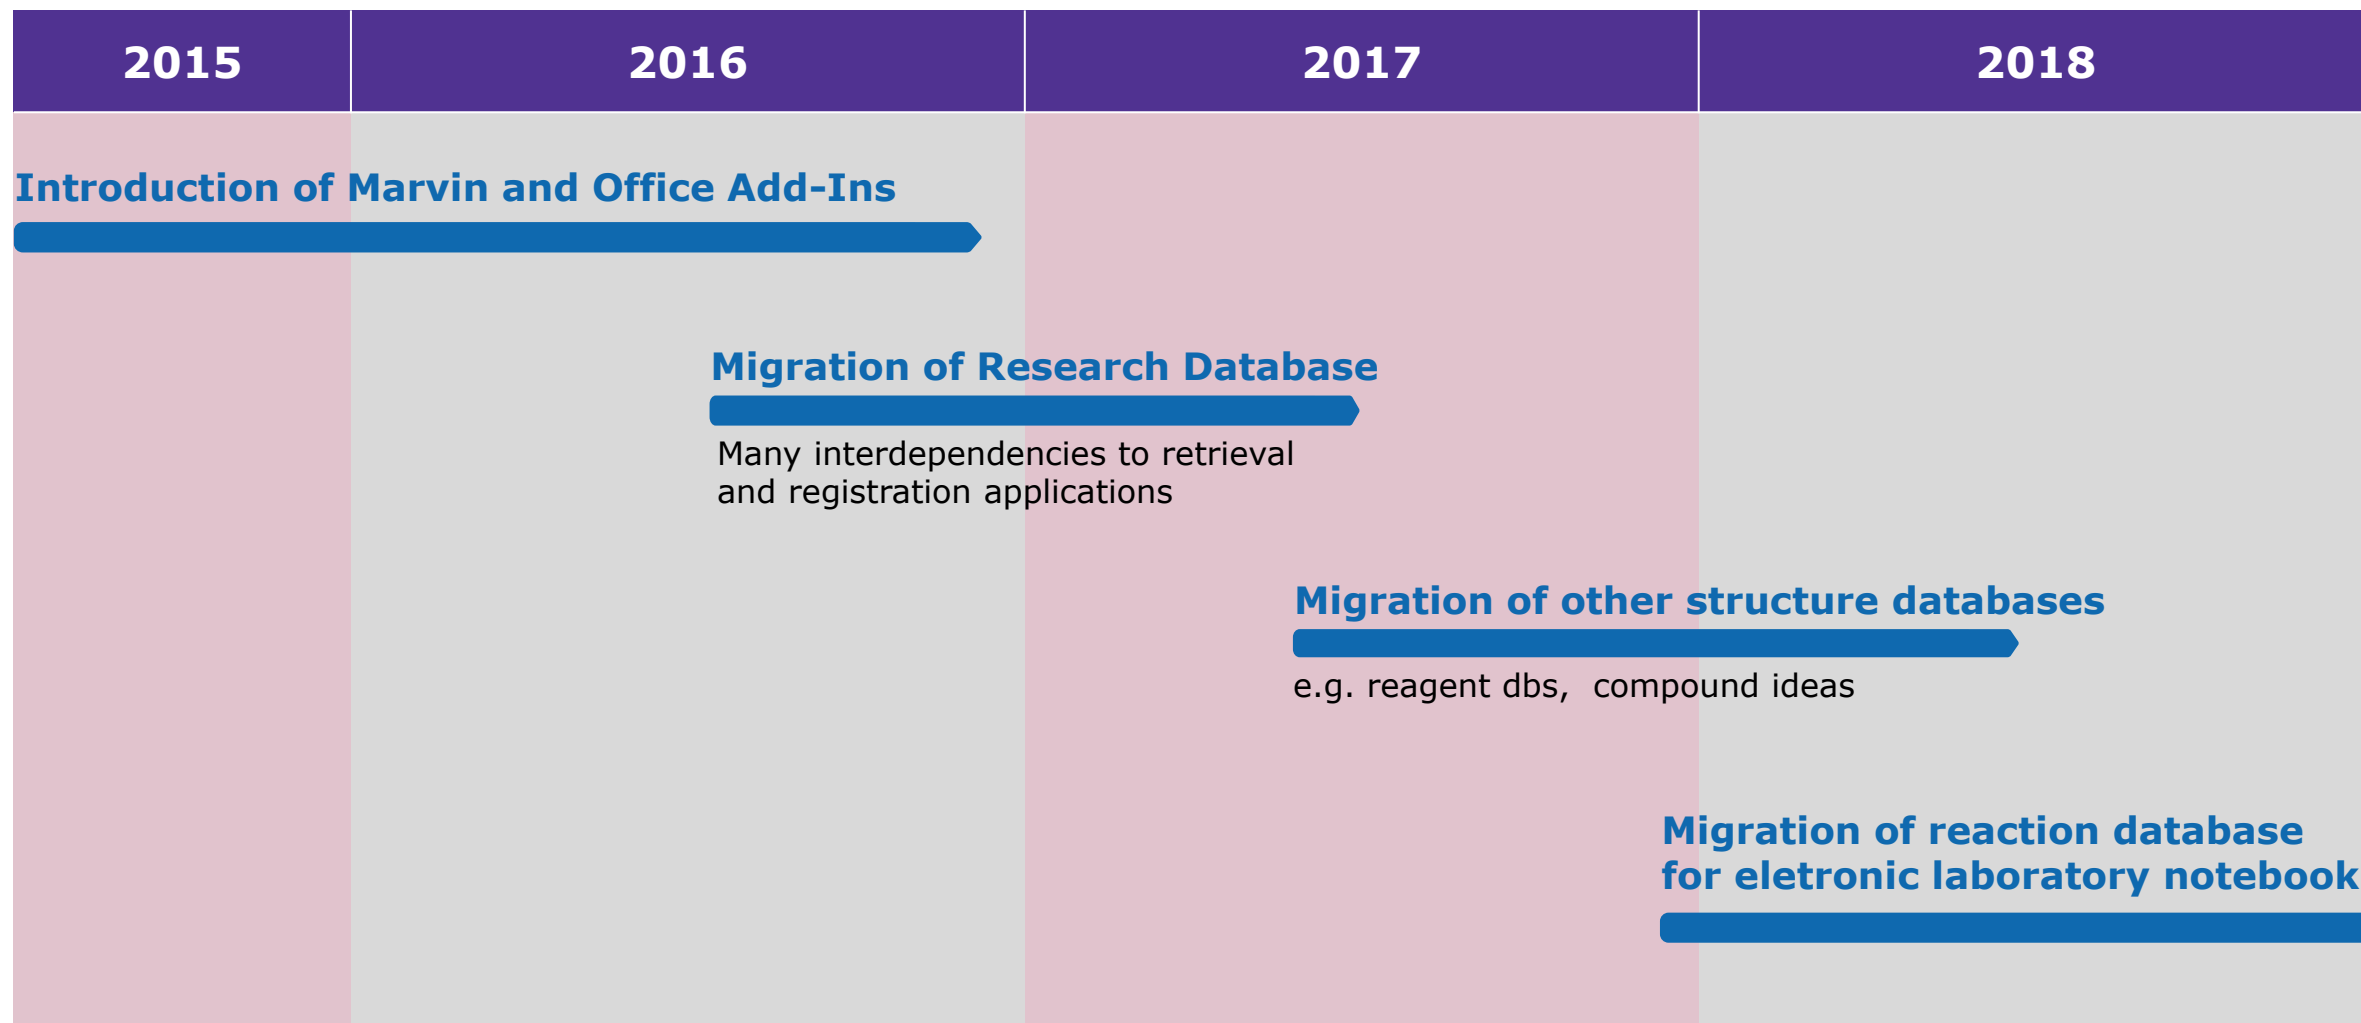 2015 2016 2017 2018
Introduction of Marvin and Office Add-Ins
Migration of Research Database
Many interdependencies to retrieval
and registration applications
Migration of other structure databases
e.g. reagent dbs,  compound ideas
Migration of reaction database
for eletronic laboratory notebook